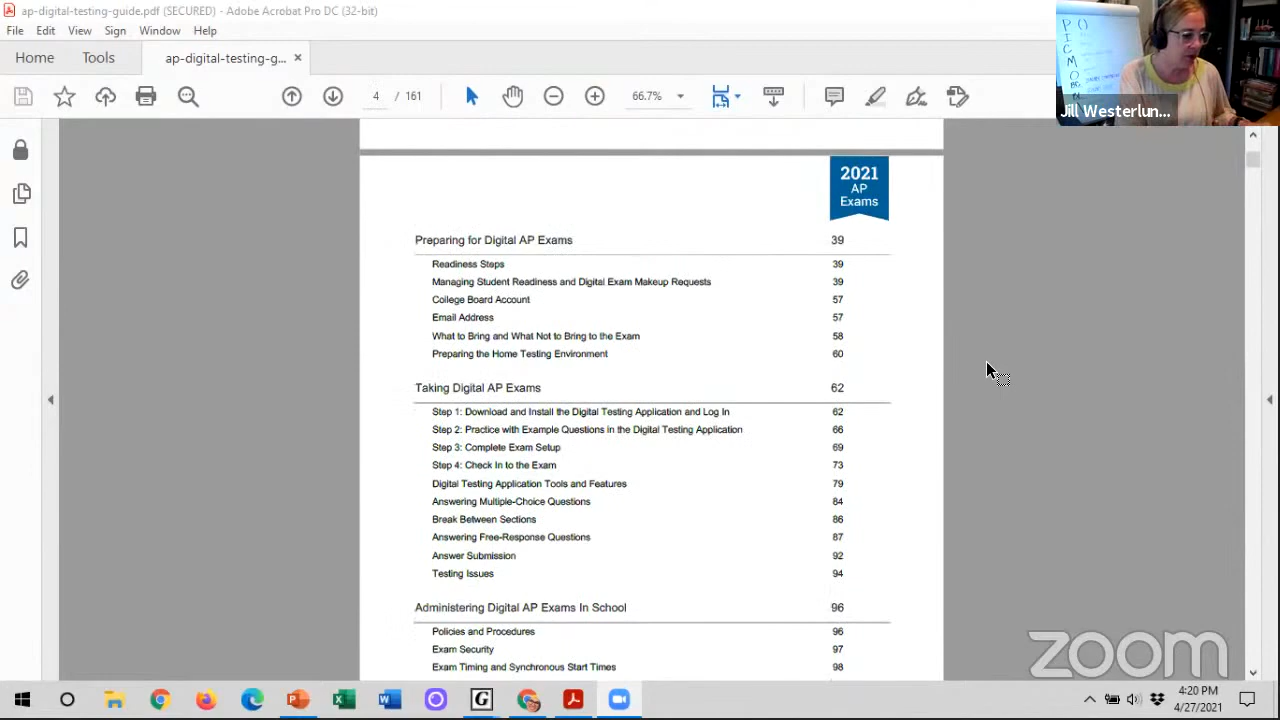 ap-digital-testing-guide.pdf (SECURED) - Adobe Acrobat Pro DC (32-bit)
File Edit View Sign Window Help
Home Tools ap-digital-testing-g... ×
/ 161 66.7%
P ()
I
C
M
O
Jill Westerlun...
2021
AP
Exams
Preparing for Digital AP Exams 39
Readiness Steps 39
Managing Student Readiness and Digital Exam Makeup Requests 39
College Board Account 57
Email Address 57
What to Bring and What Not to Bring to the Exam 58
Preparing the Home Testing Environment 60
Taking Digital AP Exams 62
Step 1: Download and Install the Digital Testing Application and Log In 62
Step 2: Practice with Example Questions in the Digital Testing Application 66
Step 3: Complete Exam Setup 69
Step 4: Check In to the Exam 73
Digital Testing Application Tools and Features 79
Answering Multiple-Choice Questions 84
Break Between Sections 86
Answering Free-Response Questions 87
Answer Submission 92
Testing Issues 94
Administering Digital AP Exams In School 96
Policies and Procedures 96
Exam Security 97
Exam Timing and Synchronous Start Times 98
zoom
4:20 PM
4/27/2021